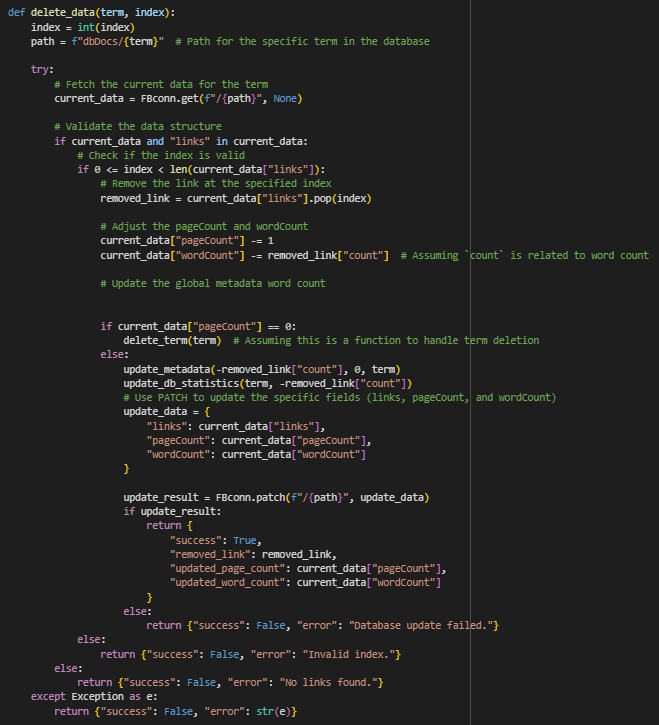 def delete_data(term, index):
    index = int(index)
    path = f"dbDocs/{term}"  # Path for the specific term in the database

    try:
        # Fetch the current data for the term
        current_data = FBconn.get(f"/{path}", None)

        # Validate the data structure
        if current_data and "links" in current_data:
            # Check if the index is valid
            if 0 <= index < len(current_data["links"]):
                # Remove the link at the specified index
                removed_link = current_data["links"].pop(index)

                # Adjust the pageCount and wordCount
                current_data["pageCount"] -= 1
                current_data["wordCount"] -= removed_link["count"]  # Assuming `count` is related to word count

                # Update the global metadata word count


                if current_data["pageCount"] == 0:
                    delete_term(term)  # Assuming this is a function to handle term deletion
                else:
                    update_metadata(-removed_link["count"], 0, term)
                    update_db_statistics(term, -removed_link["count"])
                    # Use PATCH to update the specific fields (links, pageCount, and wordCount)
                    update_data = {
                        "links": current_data["links"],
                        "pageCount": current_data["pageCount"],
                        "wordCount": current_data["wordCount"]
                    }

                    update_result = FBconn.patch(f"/{path}", update_data)
                    if update_result:
                        return {
                            "success": True,
                            "removed_link": removed_link,
                            "updated_page_count": current_data["pageCount"],
                            "updated_word_count": current_data["wordCount"]
                        }
                    else:
                        return {"success": False, "error": "Database update failed."}
            else:
                return {"success": False, "error": "Invalid index."}
        else:
            return {"success": False, "error": "No links found."}
    except Exception as e:
        return {"success": False, "error": str(e)}